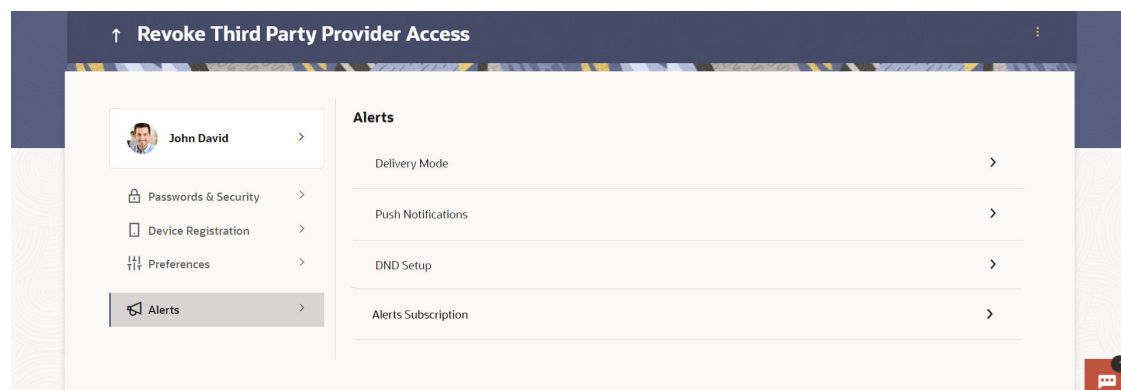 Revoke Third Party Provider Access
John David
Passwords & Security
Device Registration
Preferences
Alerts
Alerts
Delivery Mode
Push Notifications
DND Setup
Alerts Subscription